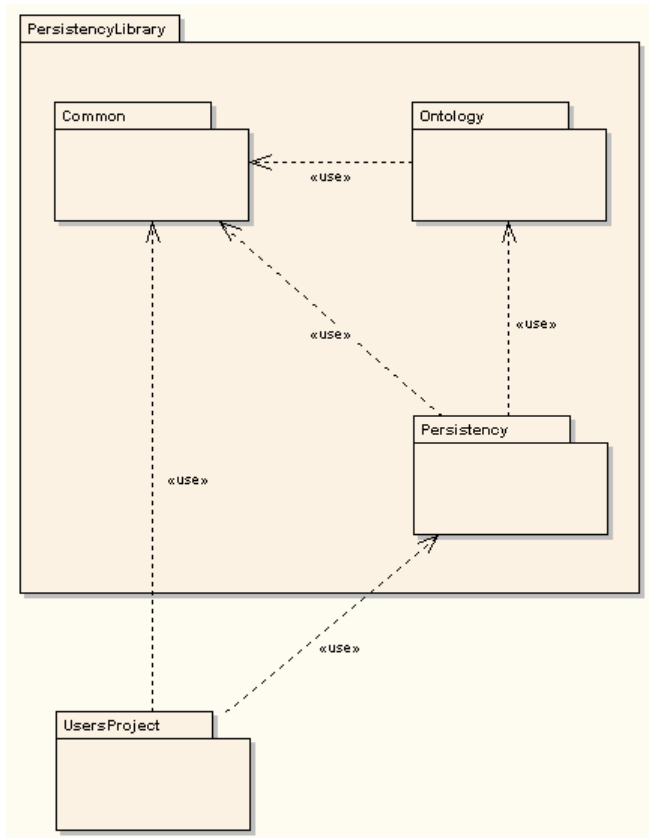 PersistencyLibrary
Common
Ontology
«use»
«use»
«use»
Persistency
«use»
«use»
UsersProject